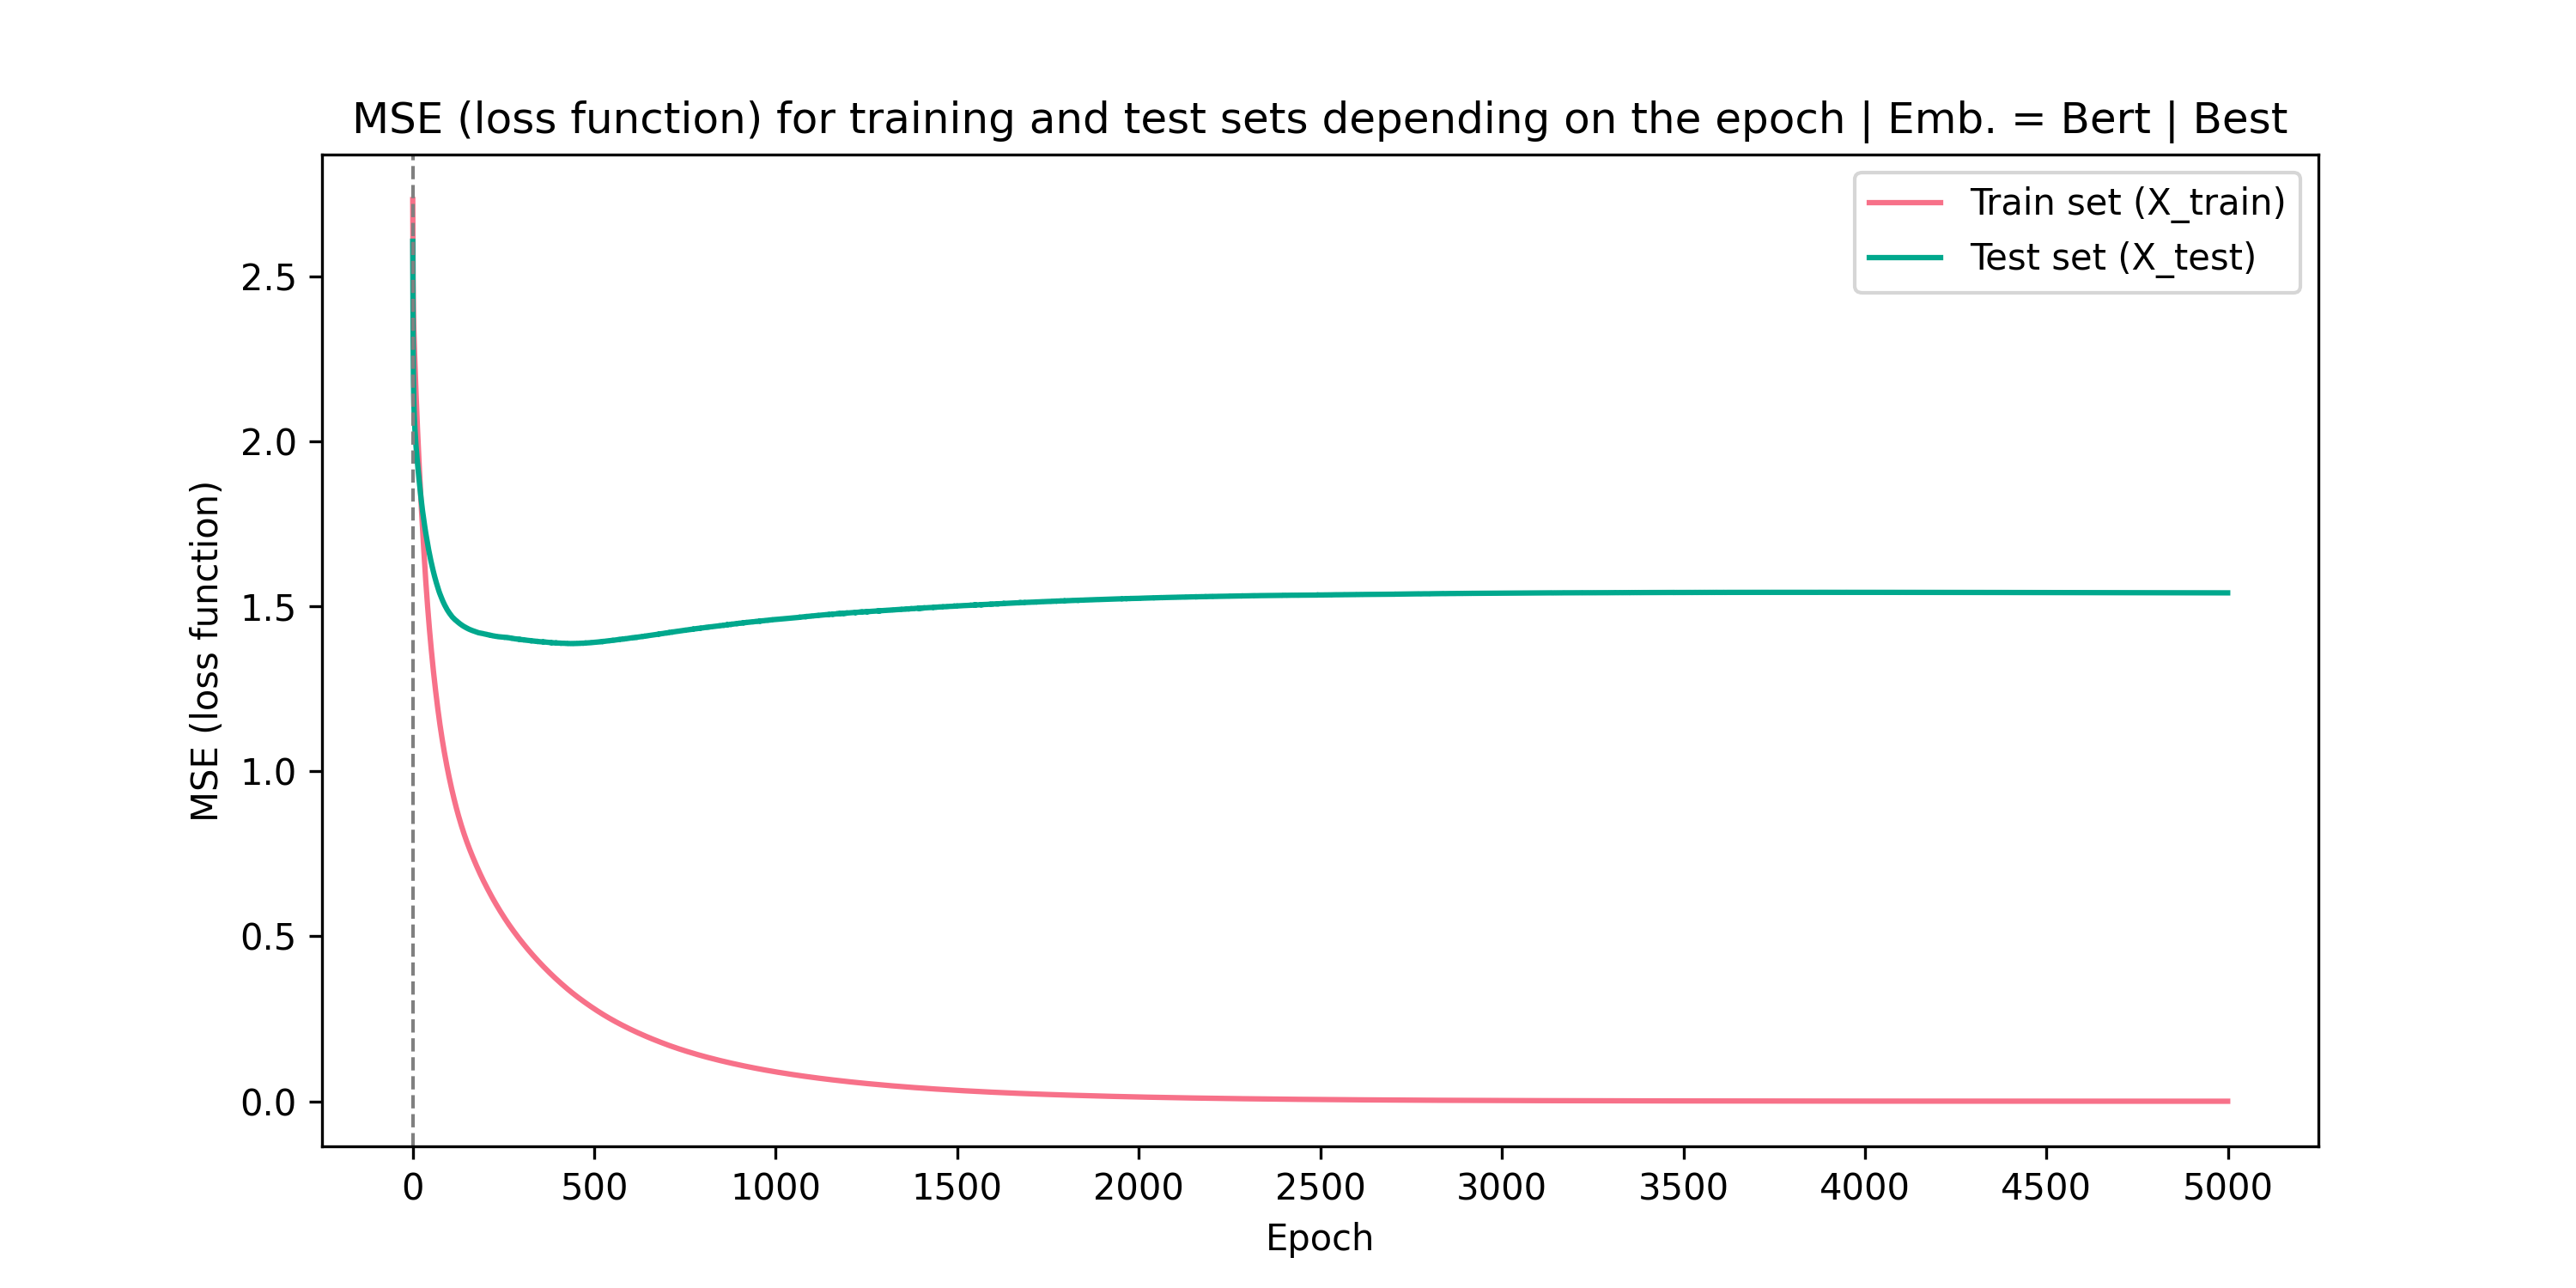 MSE (loss function) for training and test sets depending on the epoch | Emb. = Bert | Best
Train set (X_train)
Test set (X_test)
MSE (loss function)
2.5
2.0
1.5
1.0
0.5
0.0
0 500 1000 1500 2000 2500 3000 3500 4000 4500 5000
Epoch